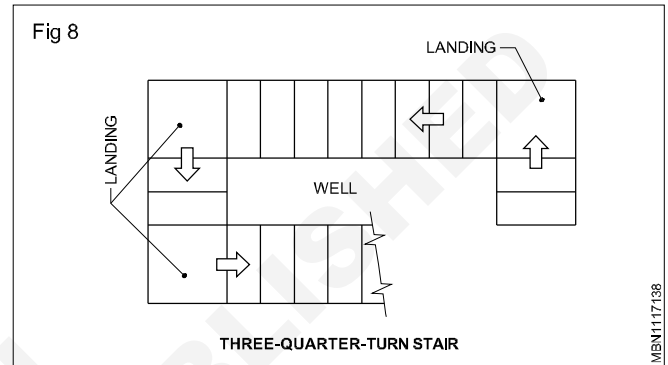 Fig 8
LANDING
LANDING
WELL
THREE-QUARTER-TURN STAIR
MBN1117138